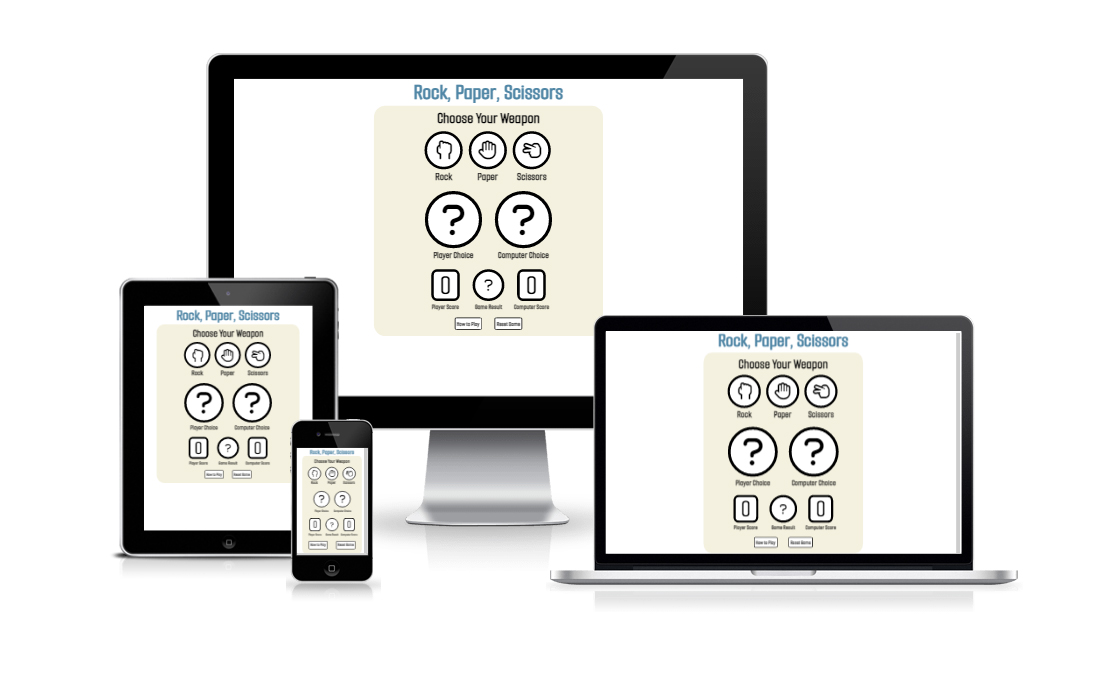 Rock, Paper, Scissors
Choose Your Weapon
Rock Paper Scissors
? ?
Player Choice Computer Choice
0 ? 0
Player Score Game Result Computer Score
How to Play Reset Game
Rock, Paper, Scissors
Choose Your Weapon
Rock Paper Scissors
? ?
Player Choice Computer Choice
0 ? 0
Player Score Game Result Computer Score
How to Play Reset Game
Rock, Paper, Scissors
Choose Your Weapon
Rock Paper Scissors
? ?
Player Choice Computer Choice
0 ? 0
Player Score Game Result Computer Score
How to Play Reset Game
Rock, Paper, Scissors
Choose Your Weapon
Rock Paper Scissors
? ?
Player Choice Computer Choice
0 ? 0
Player Score Game Result Computer Score
How to Play Reset Game